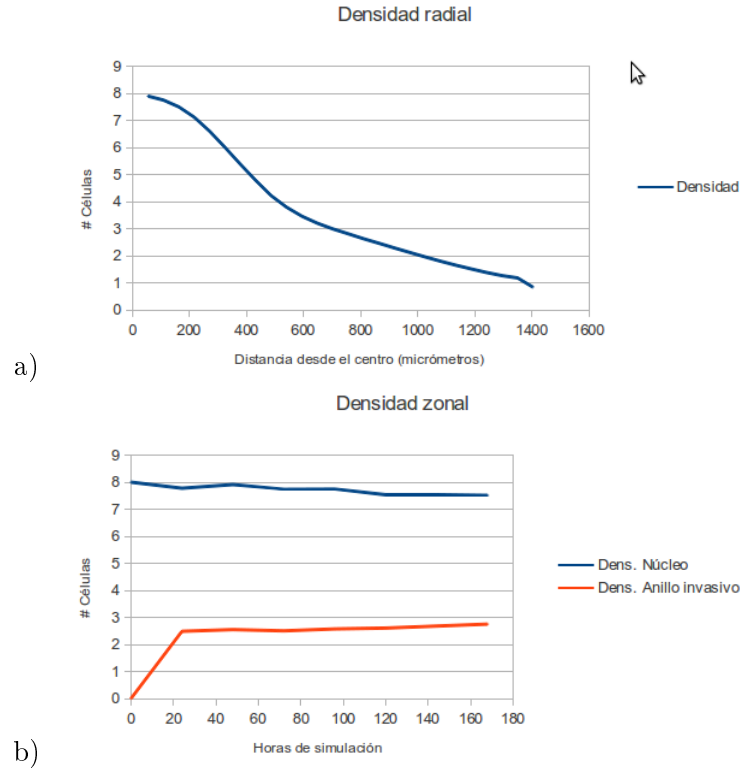 Densidad radial
9
8
7
6
5
4
3
2
1
0
# Células
0 200 400 600 800 1000 1200 1400 1600
Distancia desde el centro (micrómetros)
Densidad
a)
Densidad zonal
9
8
7
6
5
4
3
2
1
0
# Células
0 20 40 60 80 100 120 140 160 180
Horas de simulación
Dens. Núcleo
Dens. Anillo invasivo
b)